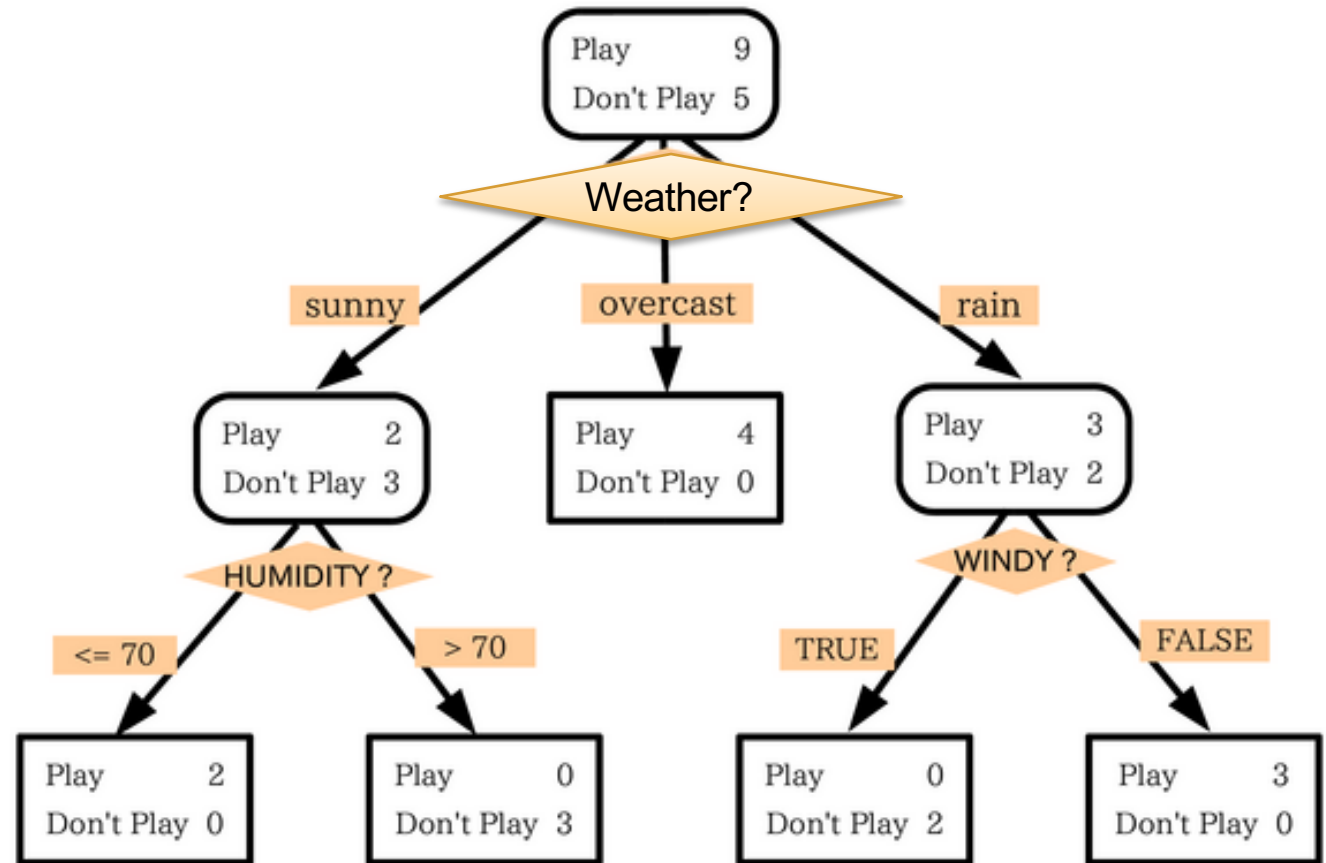 Play 9
Don't Play 5
Weather?
sunny
overcast
rain
Play 2
Don't Play 3
Play 4
Don't Play 0
Play 3
Don't Play 2
HUMIDITY ?
WINDY ?
<= 70
> 70
TRUE
FALSE
Play 2
Don't Play 0
Play 0
Don't Play 3
Play 0
Don't Play 2
Play 3
Don't Play 0